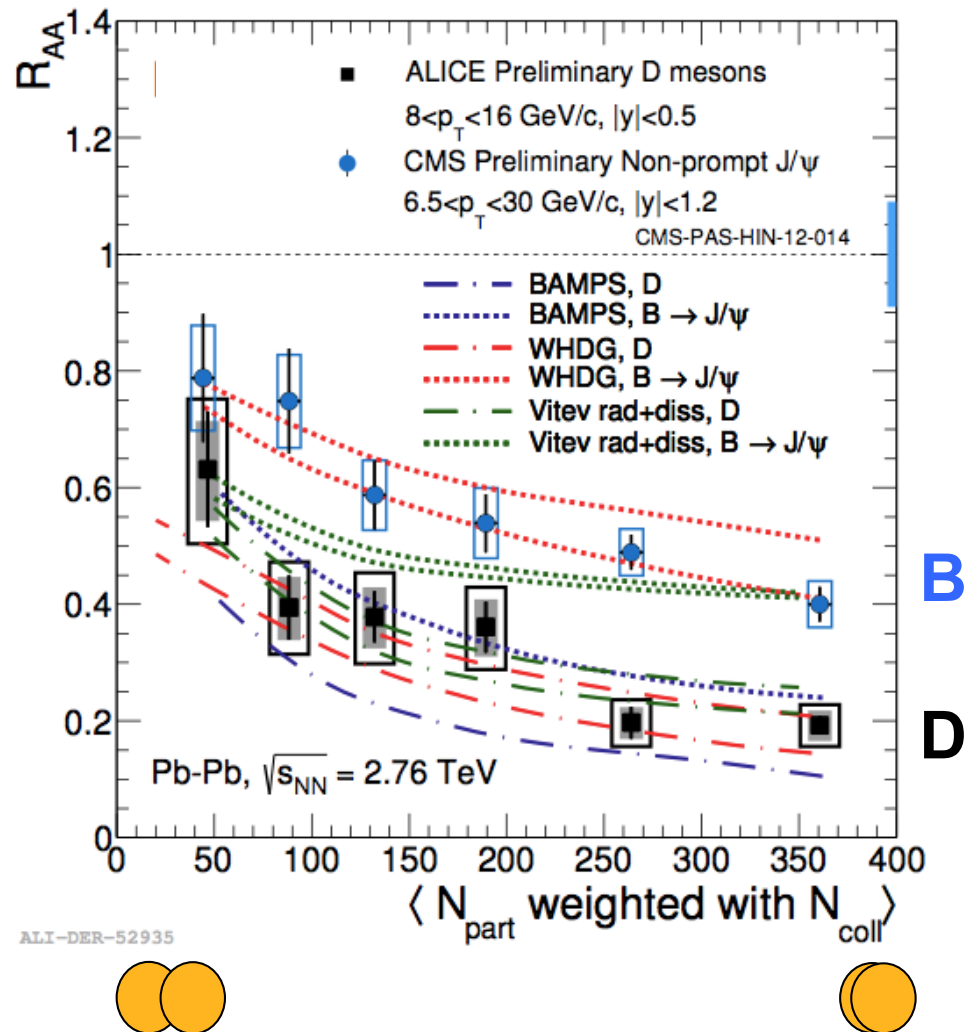 R_AA
1.4
1.2
1
0.8
0.6
0.4
0.2
0
ALICE Preliminary D mesons
8<p_T<16 GeV/c, |y|<0.5
CMS Preliminary Non-prompt J/ψ
6.5<p_T<30 GeV/c, |y|<1.2
CMS-PAS-HIN-12-014
BAMPS, D
BAMPS, B → J/ψ
WHDG, D
WHDG, B → J/ψ
Vitev rad+diss, D
Vitev rad+diss, B → J/ψ
B
D
Pb-Pb, √s_NN = 2.76 TeV
0 50 100 150 200 250 300 350 400
⟨ N_part weighted with N_coll ⟩
ALI-DER-52935